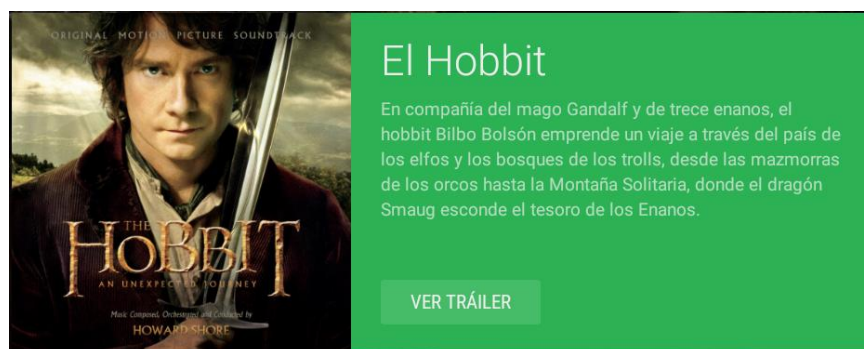 ORIGINAL MOTION PICTURE SOUNDTRACK
THE
HOBBIT
AN UNEXPECTED JOURNEY
Music Composed, Orchestrated and Conducted by
HOWARD SHORE
El Hobbit
En compañía del mago Gandalf y de trece enanos, el
hobbit Bilbo Bolsón emprende un viaje a través del país de
los elfos y los bosques de los trolls, desde las mazmorras
de los orcos hasta la Montaña Solitaria, donde el dragón
Smaug esconde el tesoro de los Enanos.
VER TRÁILER